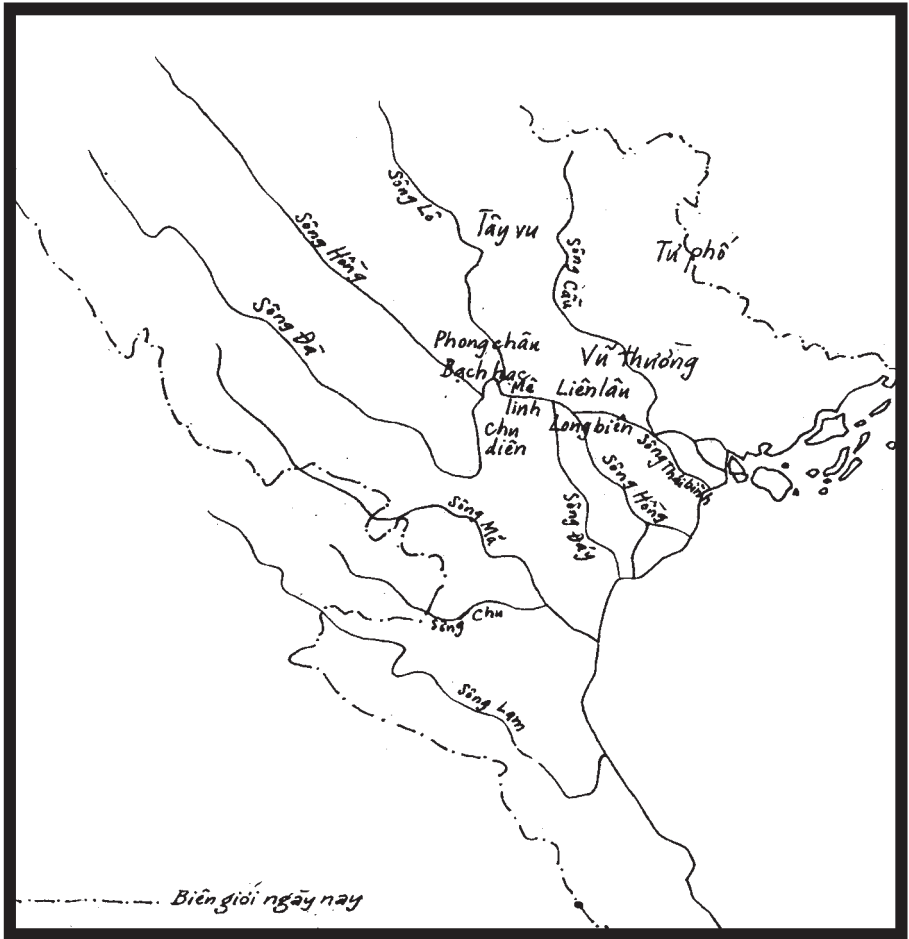 Sông Lô
Tây vu
Sông Hồng
Sông Cầu
Tư phố
Sông Đà
Phong châu
Vũ thường
Bạch hạc
Mê
linh
Liên lâu
Chu
diên
Long biên
Sông Thái bình
Sông Hồng
Sông Mã
Sông Đáy
Sông Chu
Sông Lam
Biên giới ngày nay